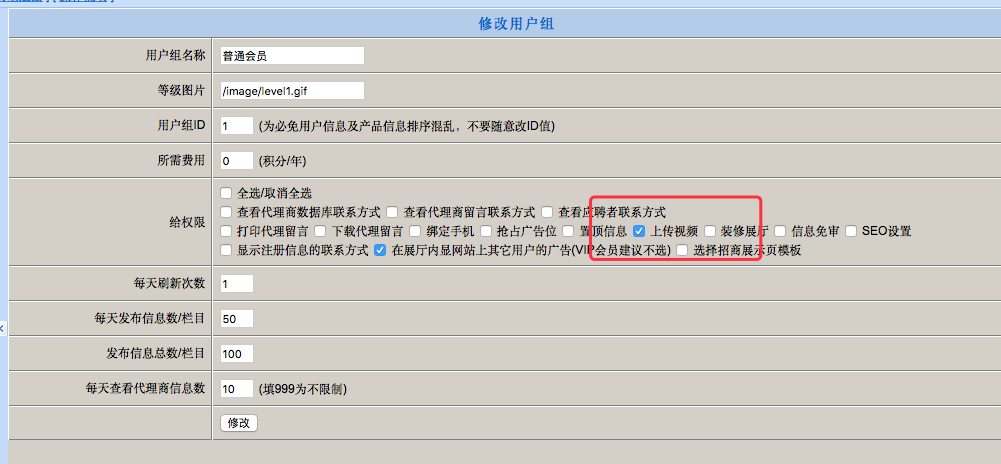 修改用户组
用户组名称 普通会员
等级图片 /image/level1.gif
用户组ID 1 (为必免用户信息及产品信息排序混乱，不要随意改ID值)
所需费用 0 (积分/年)
全选/取消全选
查看代理商数据库联系方式 查看代理商留言联系方式 查看应聘者联系方式
给权限 打印代理留言 下载代理留言 绑定手机 抢占广告位 置顶信息 上传视频 装修展厅 信息免审 SEO设置
显示注册信息的联系方式 在展厅内显网站上其它用户的广告(VIP会员建议不选) 选择招商展示页模板
每天刷新次数 1
每天发布信息数/栏目 50
发布信息总数/栏目 100
每天查看代理商信息数 10 (填999为不限制)
修改